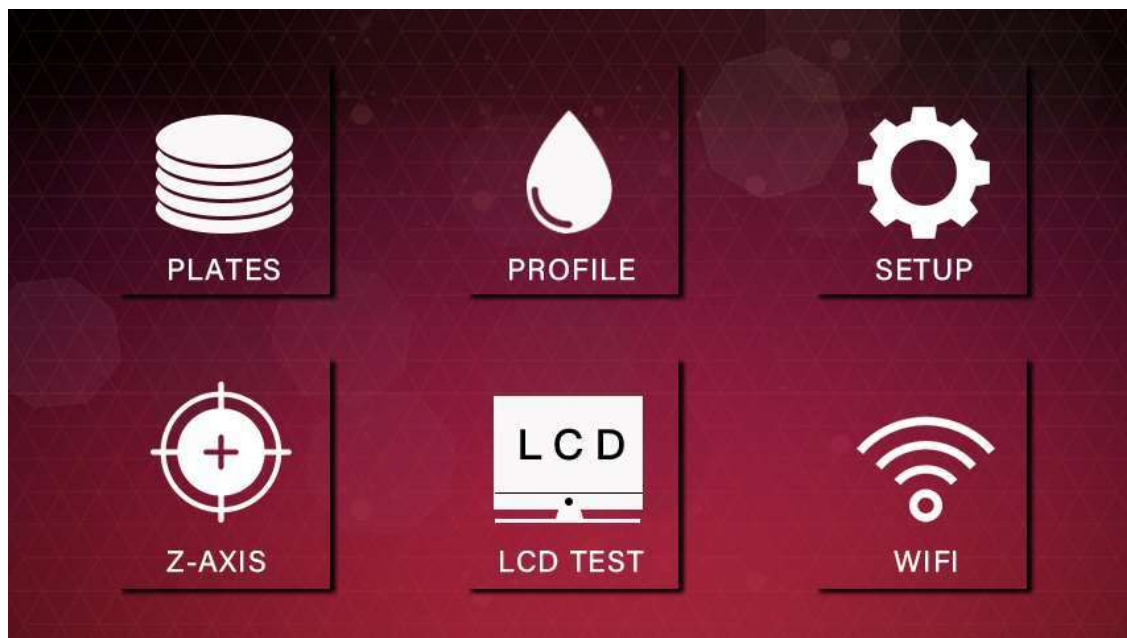 PLATES
PROFILE
SETUP
LCD
Z-AXIS
LCD TEST
WIFI